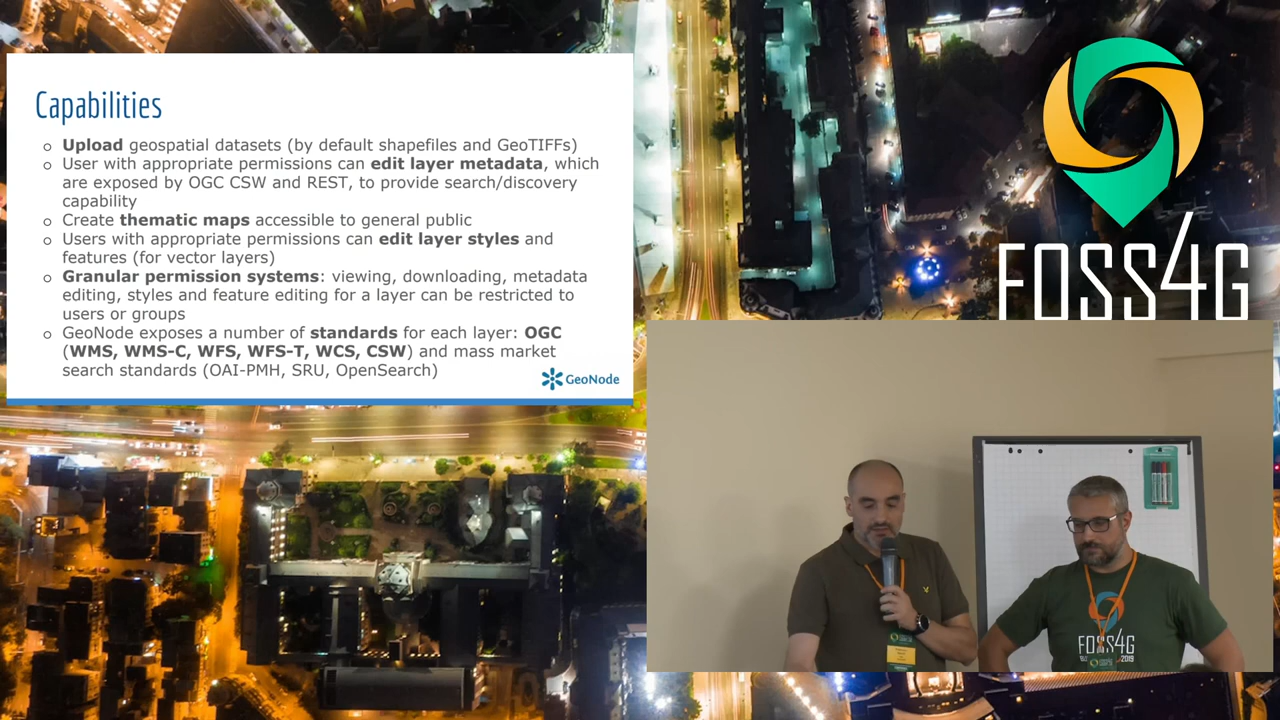 Capabilities
Upload geospatial datasets (by default shapefiles and GeoTIFFs)
User with appropriate permissions can edit layer metadata, which
are exposed by OGC CSW and REST, to provide search/discovery
capability
Create thematic maps accessible to general public
Users with appropriate permissions can edit layer styles and
features (for vector layers)
Granular permission systems: viewing, downloading, metadata
editing, styles and feature editing for a layer can be restricted to
users or groups
GeoNode exposes a number of standards for each layer: OGC
(WMS, WMS-C, WFS, WFS-T, WCS, CSW) and mass market
search standards (OAI-PMH, SRU, OpenSearch)
GeoNode
FOSS4G
FOSS4G
2019